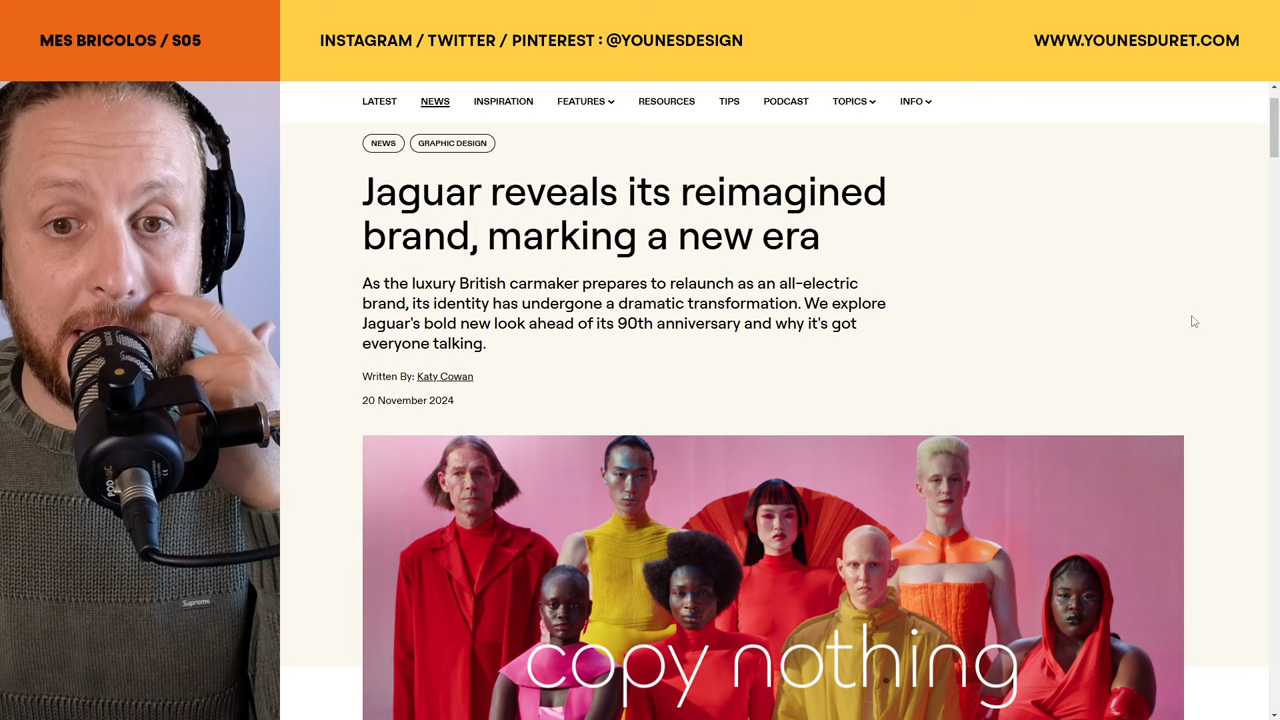 MES BRICOLOS / S05
INSTAGRAM / TWITTER / PINTEREST : @YOUNESDESIGN
WWW.YOUNESDURET.COM
LATEST NEWS INSPIRATION FEATURES RESOURCES TIPS PODCAST TOPICS INFO
NEWS GRAPHIC DESIGN
Jaguar reveals its reimagined
brand, marking a new era
As the luxury British carmaker prepares to relaunch as an all-electric
brand, its identity has undergone a dramatic transformation. We explore
Jaguar's bold new look ahead of its 90th anniversary and why it's got
everyone talking.
Written By: Katy Cowan
20 November 2024
copy nothing
RØDE
PODMIC
Supreme